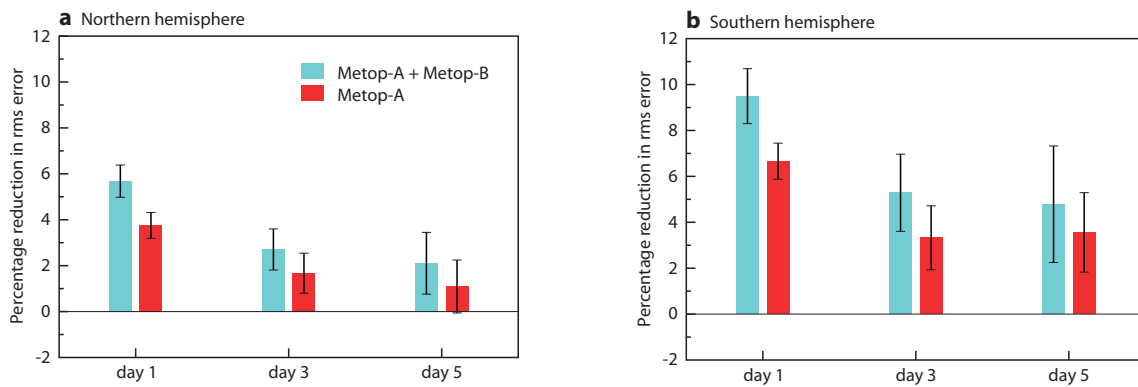 a Northern hemisphere
Percentage reduction in rms error
12
10
8
6
4
2
0
-2
Metop-A + Metop-B
Metop-A
day 1
day 3
day 5
b Southern hemisphere
Percentage reduction in rms error
12
10
8
6
4
2
0
-2
day 1
day 3
day 5